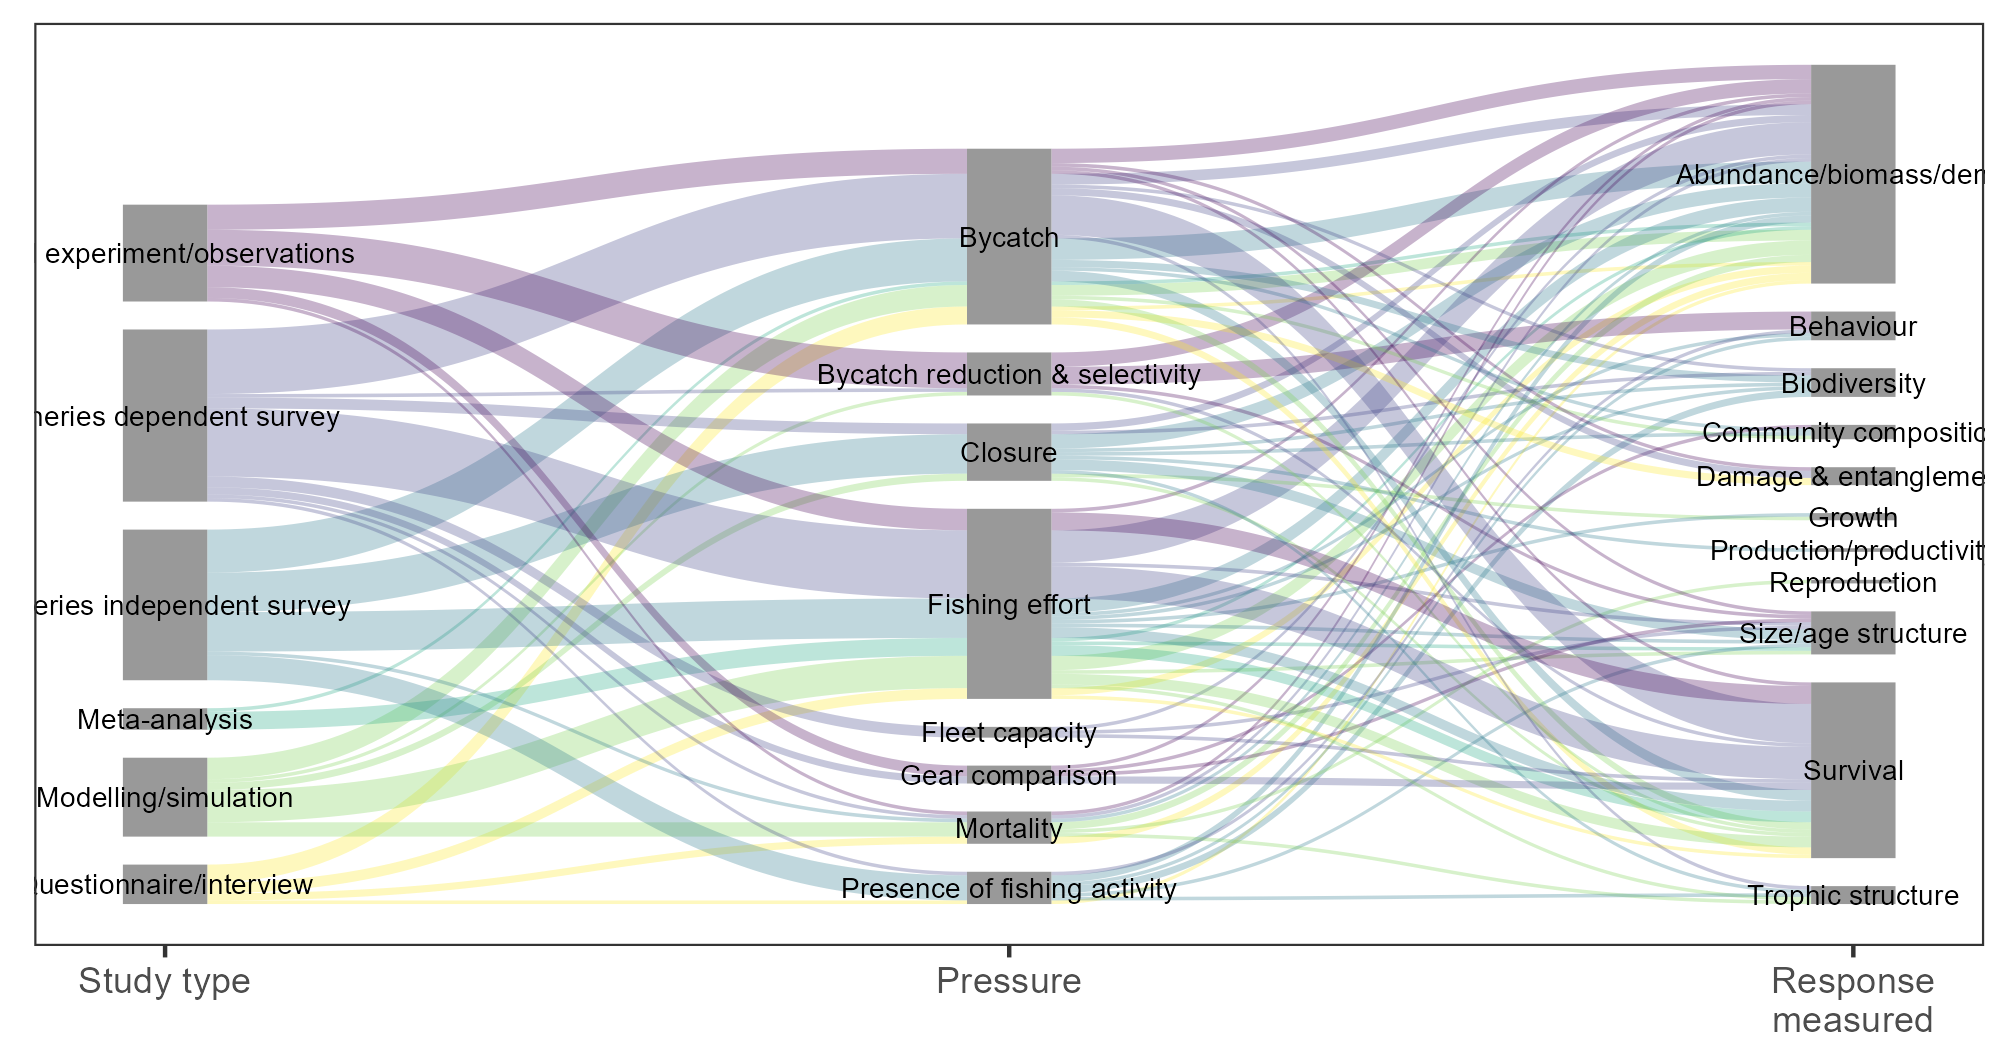 experiment/observations
neries dependent survey
eries independent survey
Meta-analysis
Modelling/simulation
uestionnaire/interview
Bycatch
Bycatch reduction & selectivity
Closure
Fishing effort
Fleet capacity
Gear comparison
Mortality
Presence of fishing activity
Abundance/biomass/den
Behaviour
Biodiversity
Community compositio
Damage & entangleme
Growth
Production/productivit
Reproduction
Size/age structure
Survival
Trophic structure
Study type
Pressure
Response
measured